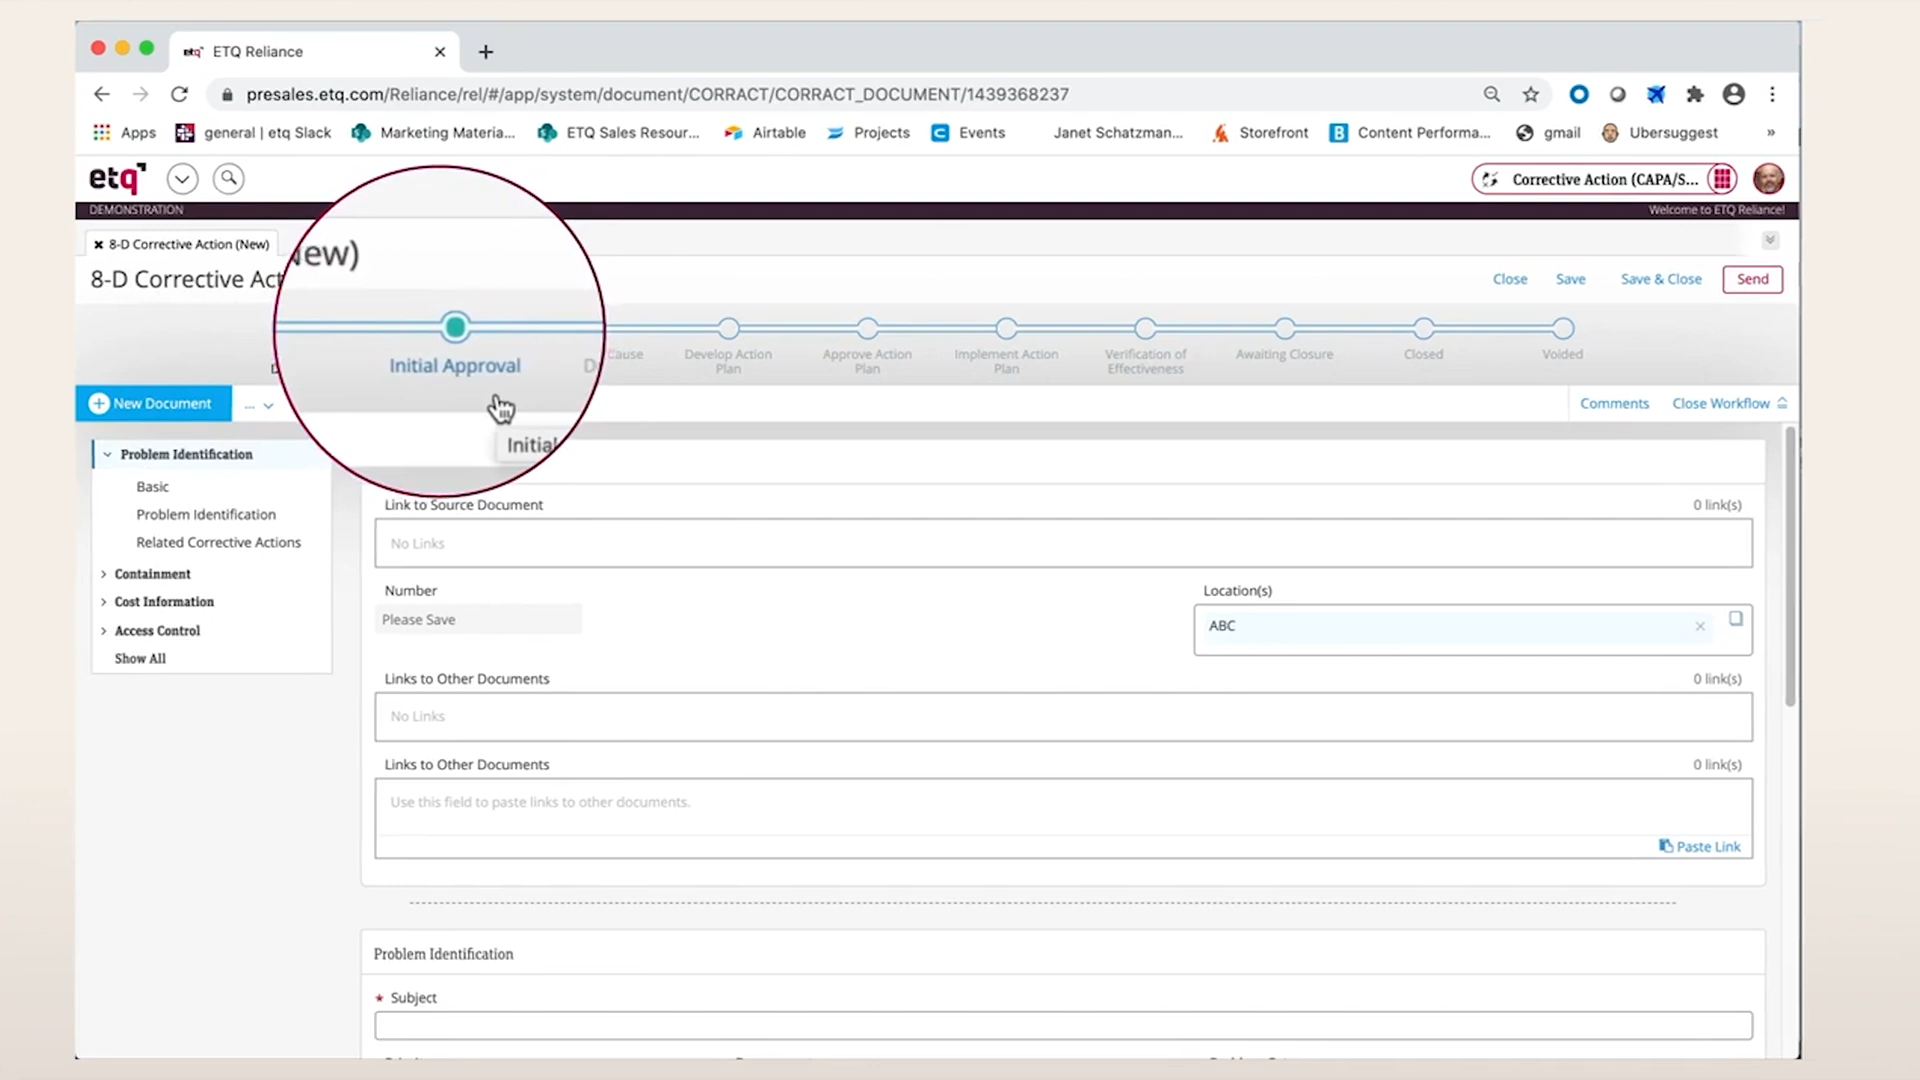 etq ETQ Reliance
presales.etq.com/Reliance/rel/#/app/system/document/CORRACT/CORRACT_DOCUMENT/1439368237
Apps general | etq Slack Marketing Materia... ETQ Sales Resour... Airtable Projects Events Janet Schatzman... Storefront Content Performa... gmail Ubersuggest »
etq Corrective Action (CAPA/S...
DEMONSTRATION Welcome to ETQ Reliance!
8-D Corrective Action (New)
8-D Corrective Act
New)
Close Save Save & Close Send
Initial Approval
Cause
Develop Action
Plan
Approve Action
Plan
Implement Action
Plan
Verification of
Effectiveness
Awaiting Closure
Closed
Voided
New Document ... Comments Close Workflow
Initial
Problem Identification
Basic
Problem Identification
Related Corrective Actions
Containment
Cost Information
Access Control
Show All
Link to Source Document 0 link(s)
No Links
Number Location(s)
Please Save ABC
Links to Other Documents 0 link(s)
No Links
Links to Other Documents 0 link(s)
Use this field to paste links to other documents.
Paste Link
Problem Identification
* Subject